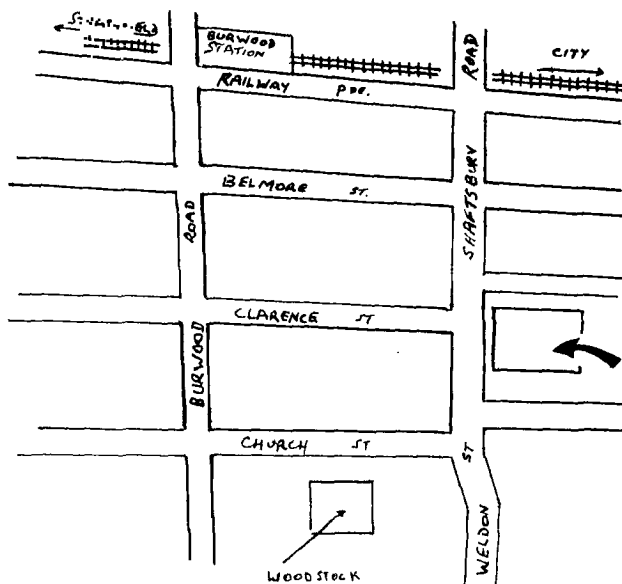 BURWOOD
STATION
ROAD
CITY
RAILWAY PDE.
BELMORE ST.
SHAFTSBURY
ROAD
CLARENCE ST
BURWOOD
CHURCH ST
ST
WELDON
WOODSTOCK